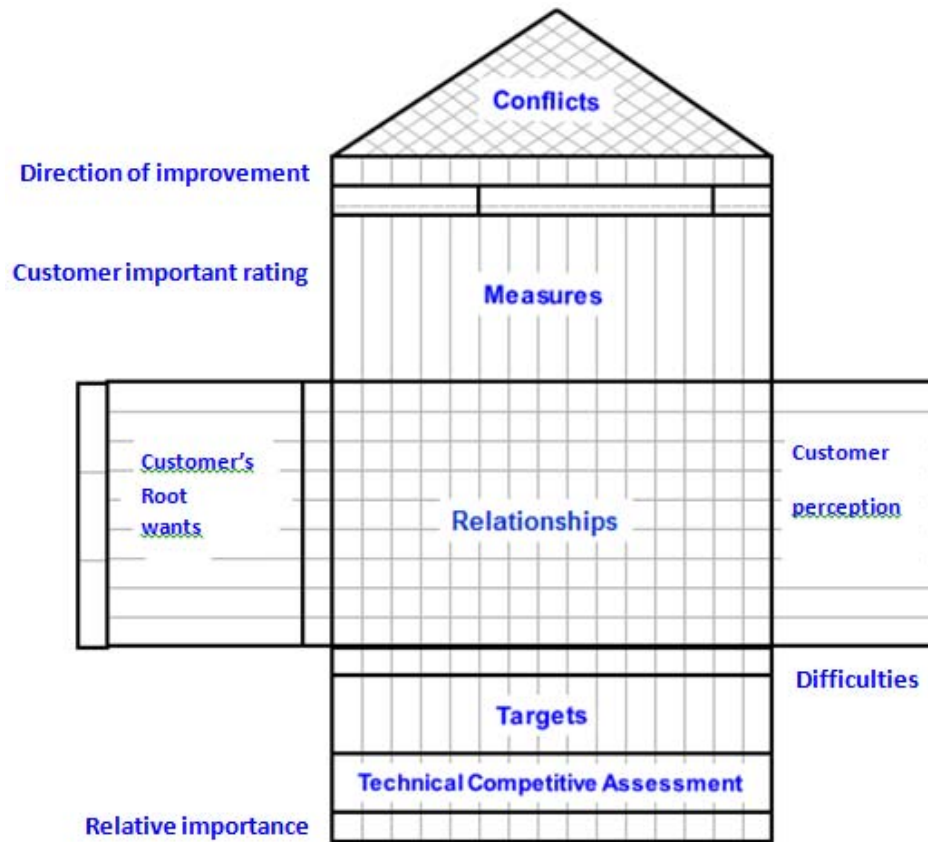 Conflicts
Direction of improvement
Customer important rating
Measures
Customer's
Root
wants
Relationships
Customer
perception
Difficulties
Targets
Technical Competitive Assessment
Relative importance